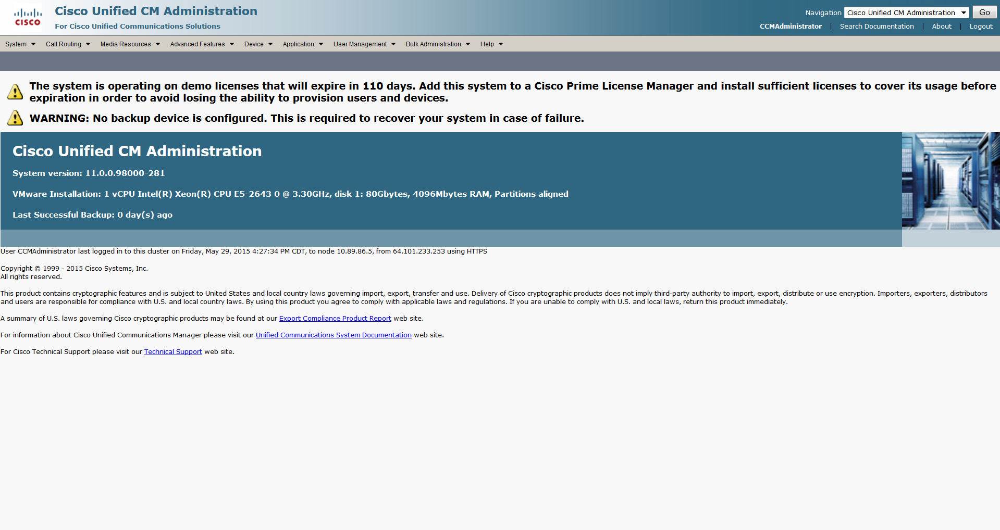 CISCO
Cisco Unified CM Administration
For Cisco Unified Communications Solutions
Navigation Cisco Unified CM Administration Go
CCMAdministrator | Search Documentation | About | Logout
System Call Routing Media Resources Advanced Features Device Application User Management Bulk Administration Help
The system is operating on demo licenses that will expire in 110 days. Add this system to a Cisco Prime License Manager and install sufficient licenses to cover its usage before
expiration in order to avoid losing the ability to provision users and devices.
WARNING: No backup device is configured. This is required to recover your system in case of failure.
Cisco Unified CM Administration
System version: 11.0.0.98000-281
VMware Installation: 1 vCPU Intel(R) Xeon(R) CPU E5-2643 0 @ 3.30GHz, disk 1: 80Gbytes, 4096Mbytes RAM, Partitions aligned
Last Successful Backup: 0 day(s) ago
User CCMAdministrator last logged in to this cluster on Friday, May 29, 2015 4:27:34 PM CDT, to node 10.89.86.5, from 64.101.233.253 using HTTPS
Copyright © 1999 - 2015 Cisco Systems, Inc.
All rights reserved.
This product contains cryptographic features and is subject to United States and local country laws governing import, export, transfer and use. Delivery of Cisco cryptographic products does not imply third-party authority to import, export, distribute or use encryption. Importers, exporters, distributors
and users are responsible for compliance with U.S. and local country laws. By using this product you agree to comply with applicable laws and regulations. If you are unable to comply with U.S. and local laws, return this product immediately.
A summary of U.S. laws governing Cisco cryptographic products may be found at our Export Compliance Product Report web site.
For information about Cisco Unified Communications Manager please visit our Unified Communications System Documentation web site.
For Cisco Technical Support please visit our Technical Support web site.